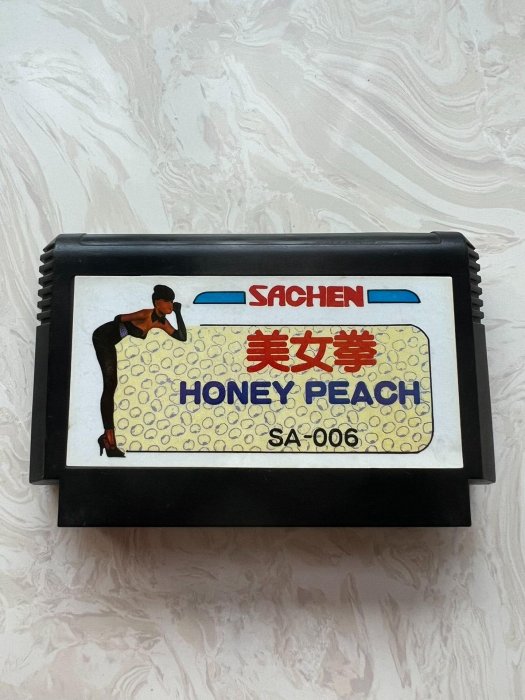 SACHEN
美女拳
HONEY PEACH
SA-006